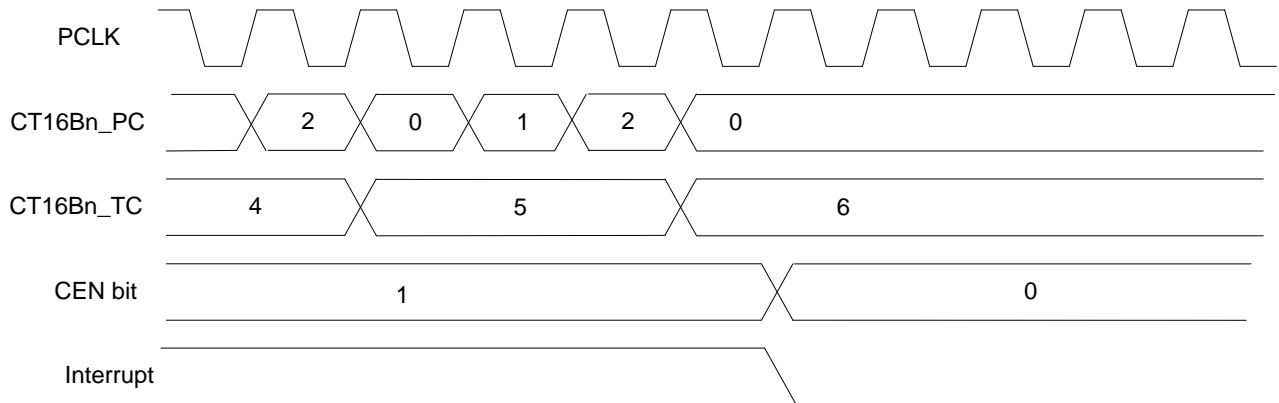 PCLK
CT16Bn_PC 2 0 1 2 0
CT16Bn_TC 4 5 6
CEN bit 1 0
Interrupt